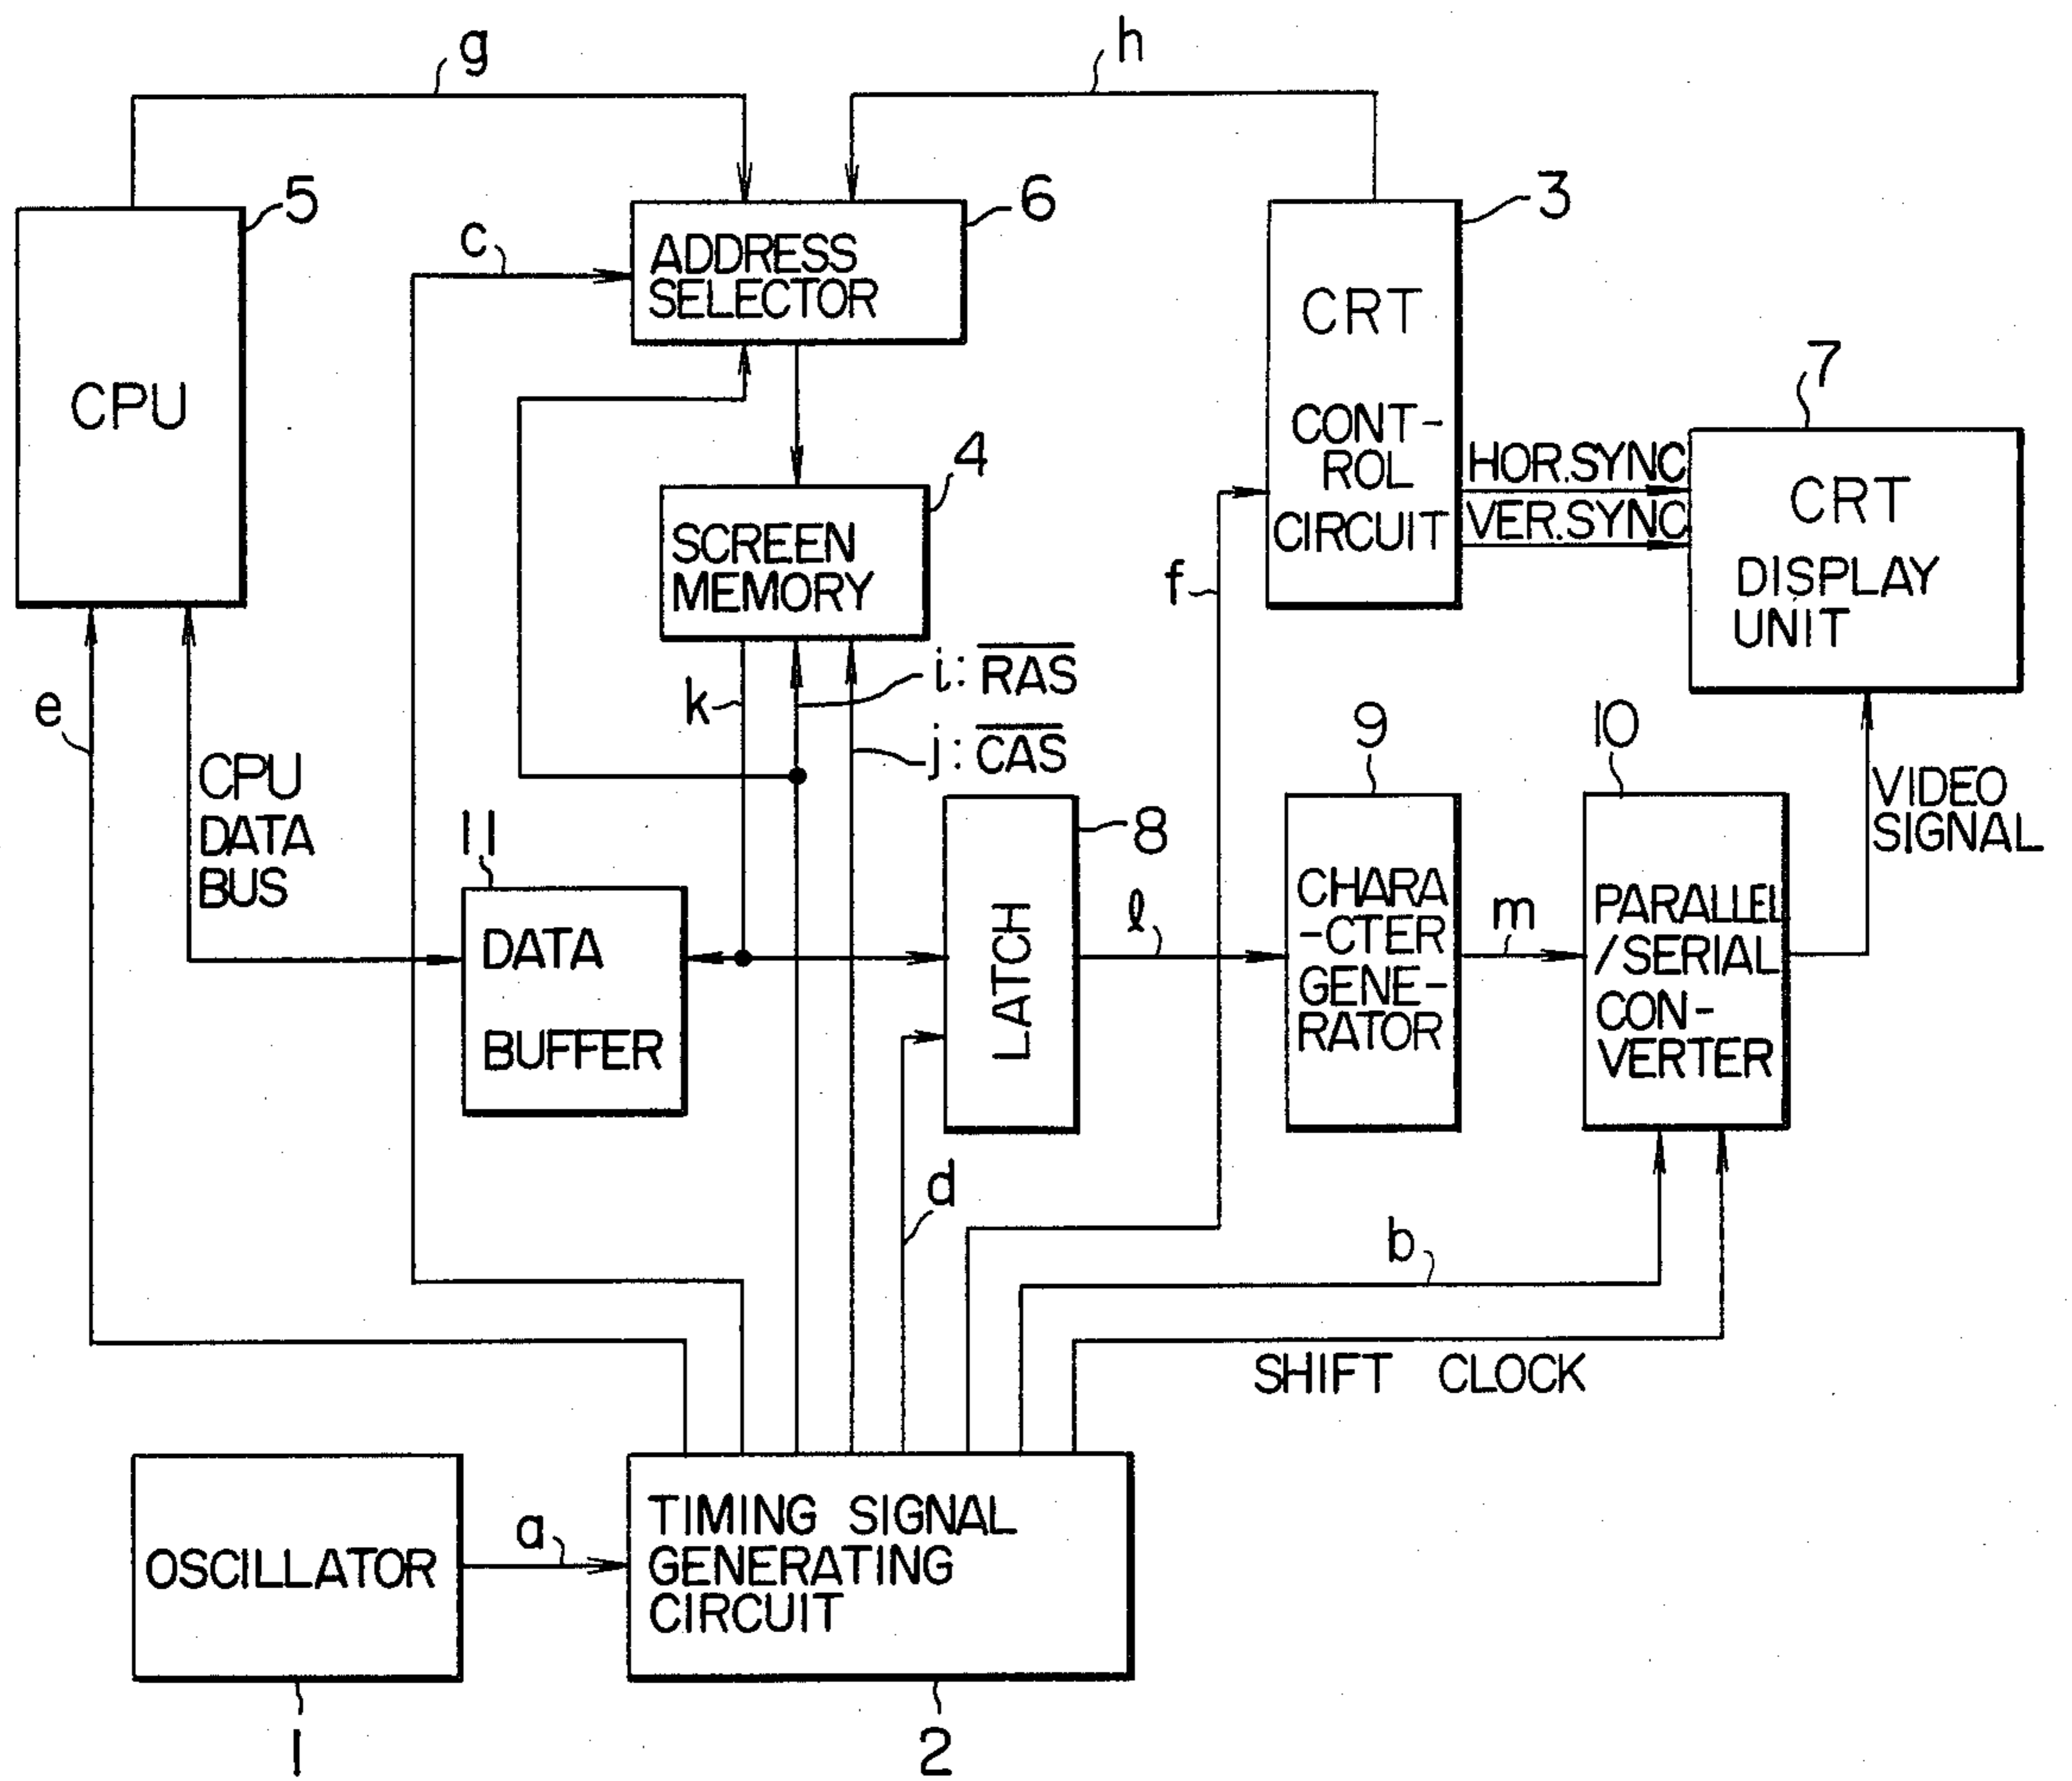 g
h
5
6
3
c
ADDRESS
SELECTOR
CRT
CONT-
ROL
CIRCUIT
CPU
7
4
HOR.SYNC
VER.SYNC
CRT
DISPLAY
UNIT
SCREEN
MEMORY
f
e
k
i: R̅A̅S̅
j: C̅A̅S̅
9
10
CPU
DATA
BUS
VIDEO
SIGNAL
11
8
DATA
BUFFER
LATCH
ℓ
CHARA
-CTER
GENE-
RATOR
m
PARALLEL
/SERIAL
CON-
VERTER
d
b
SHIFT CLOCK
OSCILLATOR
a
TIMING SIGNAL
GENERATING
CIRCUIT
1
2